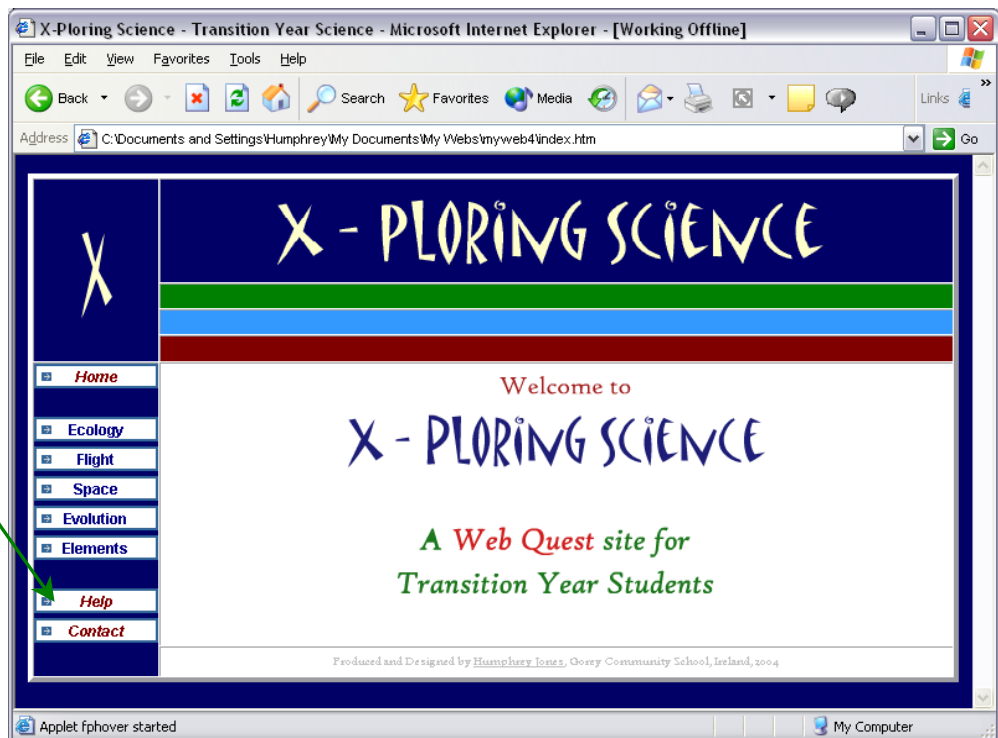 X-Ploring Science - Transition Year Science - Microsoft Internet Explorer - [Working Offline]
File Edit View Favorites Tools Help
Back Search Favorites Media Links »
Address C:\Documents and Settings\Humphrey\My Documents\My Webs\myweb4\index.htm Go
X
X - PLORING SCIENCE
Home
Ecology
Flight
Space
Evolution
Elements
Help
Contact
Welcome to
X - PLORING SCIENCE
A Web Quest site for
Transition Year Students
Produced and Designed by Humphrey Jones, Gorey Community School, Ireland, 2004
Applet fphover started My Computer